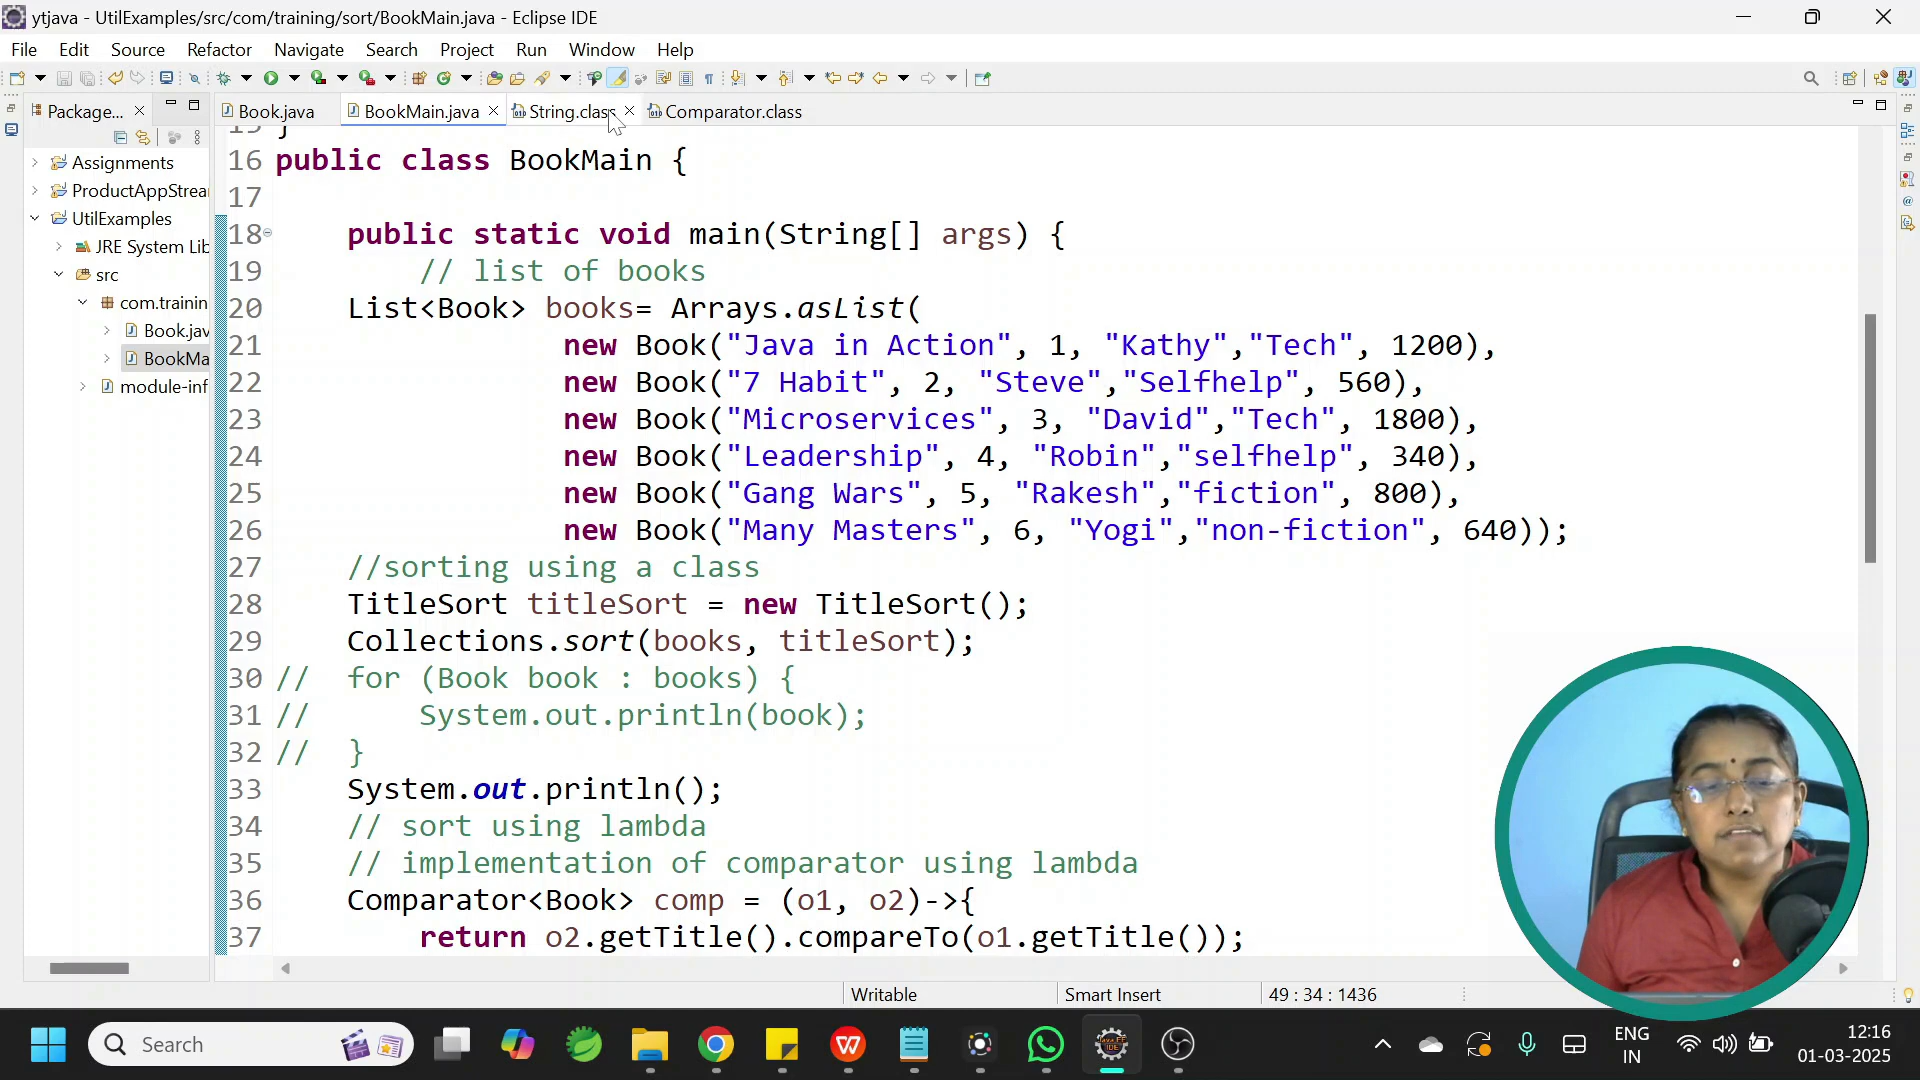 ytjava - UtilExamples/src/com/training/sort/BookMain.java - Eclipse IDE
File Edit Source Refactor Navigate Search Project Run Window Help
Package... Book.java BookMain.java String.class Comparator.class
Assignments
ProductAppStrea
UtilExamples
JRE System Lib
src
com.trainin
Book.jav
BookMa
module-inf
15 }
16 public class BookMain {
17
18 public static void main(String[] args) {
19 // list of books
20 List<Book> books= Arrays.asList(
21 new Book("Java in Action", 1, "Kathy","Tech", 1200),
22 new Book("7 Habit", 2, "Steve","Selfhelp", 560),
23 new Book("Microservices", 3, "David","Tech", 1800),
24 new Book("Leadership", 4, "Robin","selfhelp", 340),
25 new Book("Gang Wars", 5, "Rakesh","fiction", 800),
26 new Book("Many Masters", 6, "Yogi","non-fiction", 640));
27 //sorting using a class
28 TitleSort titleSort = new TitleSort();
29 Collections.sort(books, titleSort);
30 // for (Book book : books) {
31 // System.out.println(book);
32 // }
33 System.out.println();
34 // sort using lambda
35 // implementation of comparator using lambda
36 Comparator<Book> comp = (o1, o2)->{
37 return o2.getTitle().compareTo(o1.getTitle());
Writable Smart Insert 49 : 34 : 1436
Search
ENG
IN
12:16
01-03-2025